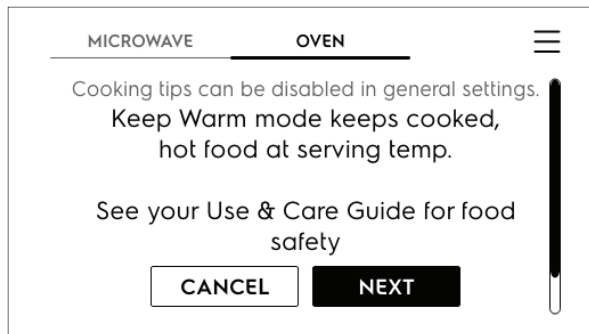 MICROWAVE OVEN
Cooking tips can be disabled in general settings.
Keep Warm mode keeps cooked,
hot food at serving temp.
See your Use & Care Guide for food
safety
CANCEL NEXT